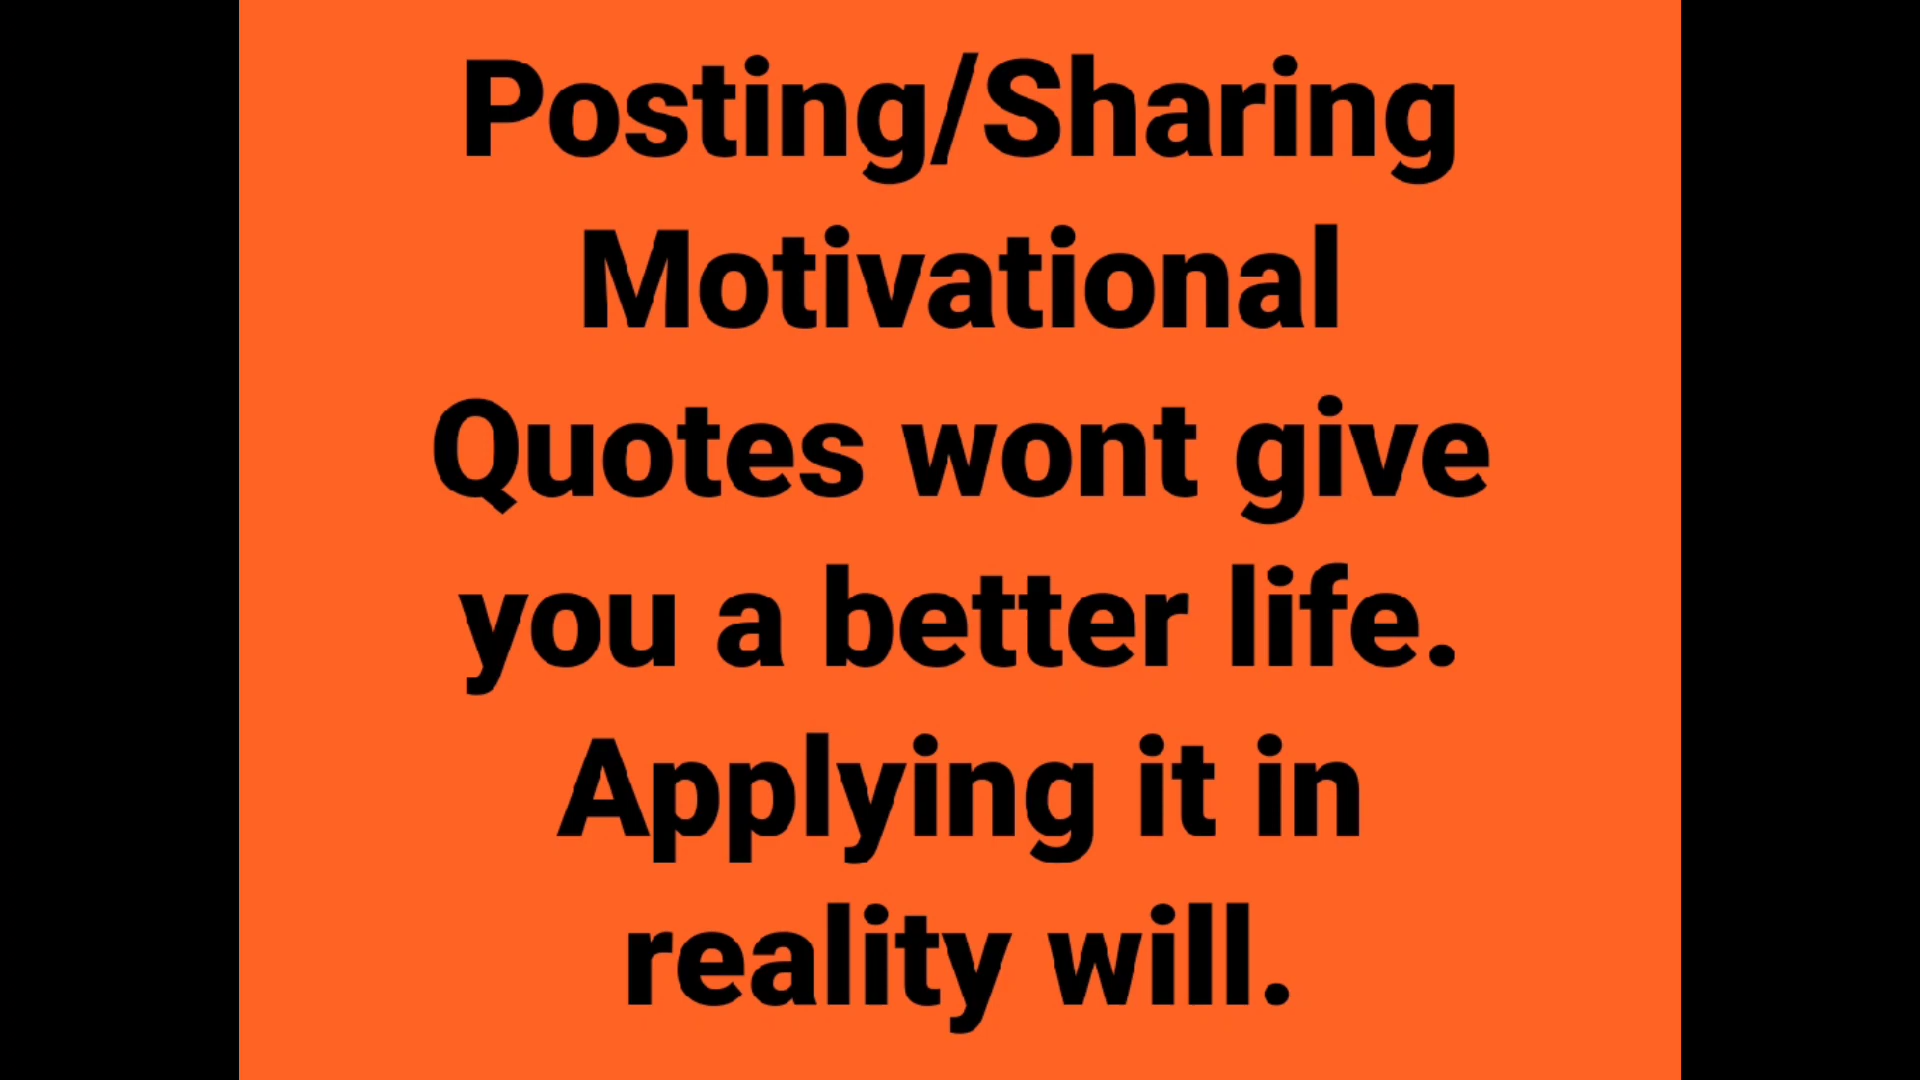 Posting/Sharing
Motivational
Quotes wont give
you a better life.
Applying it in
reality will.